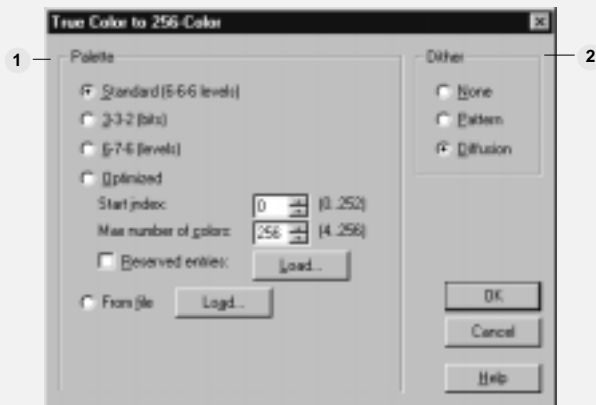 True Color to 256-Color
1
Palette
Standard (6-6-6 levels)
3-3-2 (bits)
6-7-6 (levels)
Optimized
Start index: 0 (0..252)
Max number of colors: 256 (4..256)
Reserved entries: Load...
From file Load...
2
Dither
None
Pattern
Diffusion
OK
Cancel
Help